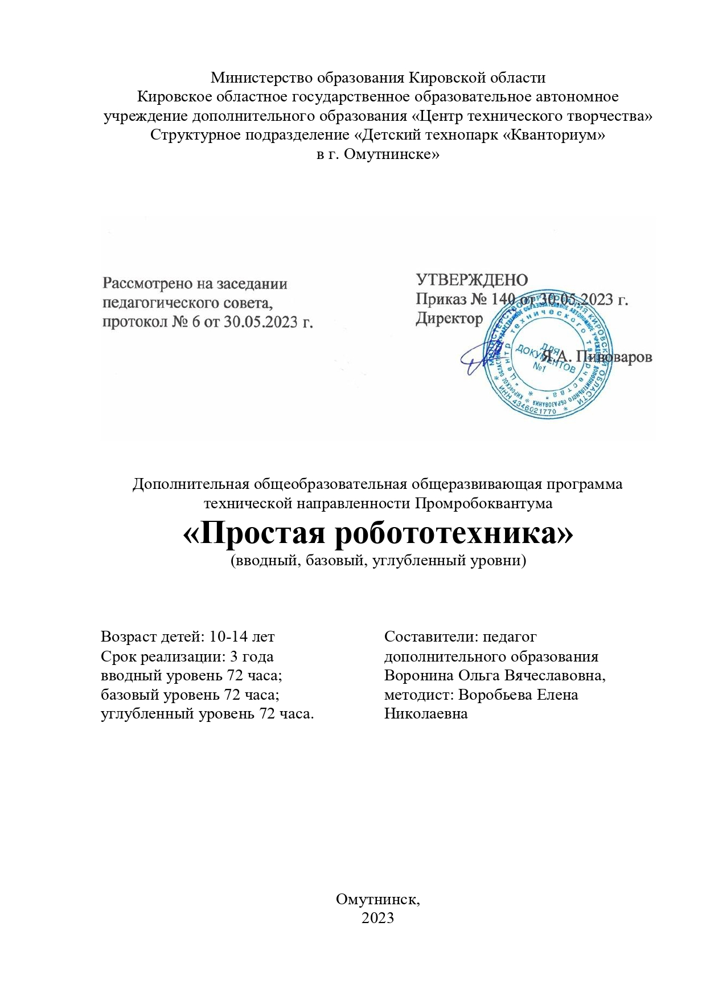 Министерство образования Кировской области
Кировское областное государственное образовательное автономное
учреждение дополнительного образования «Центр технического творчества»
Структурное подразделение «Детский технопарк «Кванториум»
в г. Омутнинске»
Рассмотрено на заседании
педагогического совета,
протокол № 6 от 30.05.2023 г.
УТВЕРЖДЕНО
Приказ № 140 от 30.05.2023 г.
Директор
Я.А. Пивоваров
МИНИСТЕРСТВО ОБРАЗОВАНИЯ КИРОВСКОЙ ОБЛАСТИ
* ИНН 4346021770 *
"Центр технического творчества" *
ДЛЯ
ДОКУМЕНТОВ
№1
Дополнительная общеобразовательная общеразвивающая программа
технической направленности Промробоквантума
«Простая робототехника»
(вводный, базовый, углубленный уровни)
Возраст детей: 10-14 лет
Срок реализации: 3 года
вводный уровень 72 часа;
базовый уровень 72 часа;
углубленный уровень 72 часа.
Составители: педагог
дополнительного образования
Воронина Ольга Вячеславовна,
методист: Воробьева Елена
Николаевна
Омутнинск,
2023